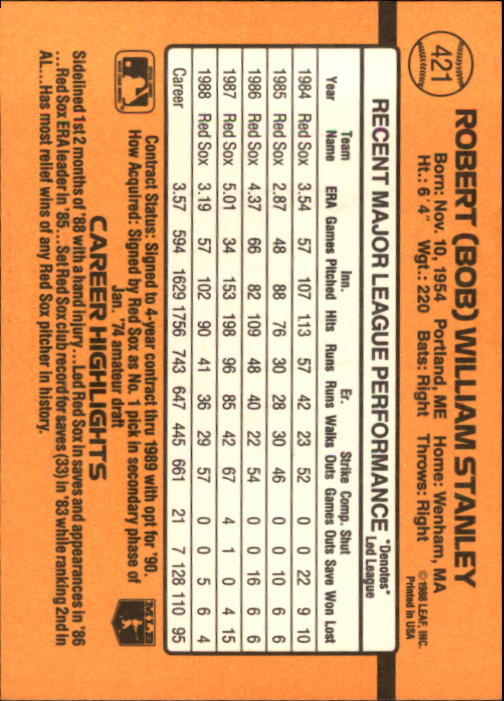 421
ROBERT (BOB) WILLIAM STANLEY
Born: Nov. 10, 1954 Portland, ME Home: Wenham, MA
Ht.: 6'4" Wgt.: 220 Bats: Right Throws: Right
©1988 LEAF, INC.
Printed in USA
RECENT MAJOR LEAGUE PERFORMANCE *Denotes Led League
Year Team Name ERA Games Inn. Pitched Hits Runs Er. Runs Walks Strike Outs Comp. Games Shut Outs Save Won Lost
1984 Red Sox 3.54 57 107 113 57 42 23 52 0 0 22 9 10
1985 Red Sox 2.87 48 88 76 30 28 30 46 0 0 10 6 6
1986 Red Sox 4.37 66 82 109 48 40 22 54 0 0 16 6 6
1987 Red Sox 5.01 34 153 198 96 85 42 67 4 1 0 4 15
1988 Red Sox 3.19 57 102 90 41 36 29 57 0 0 5 6 4
Career 3.57 594 1629 1756 743 647 445 661 21 7 128 110 95
Contract Status: Signed to 4-year contract thru 1989 with opt for '90.
How Acquired: Signed by Red Sox as No. 1 pick in secondary phase of
Jan. '74 amateur draft
MLB
CAREER HIGHLIGHTS
Sidelined 1st 2 months of '88 with a hand injury...Led Red Sox in saves and appearances in '86
...Red Sox ERA leader in '85...Set Red Sox club record for saves (33) in '83 while ranking 2nd in
AL...Has most relief wins of any Red Sox pitcher in history.